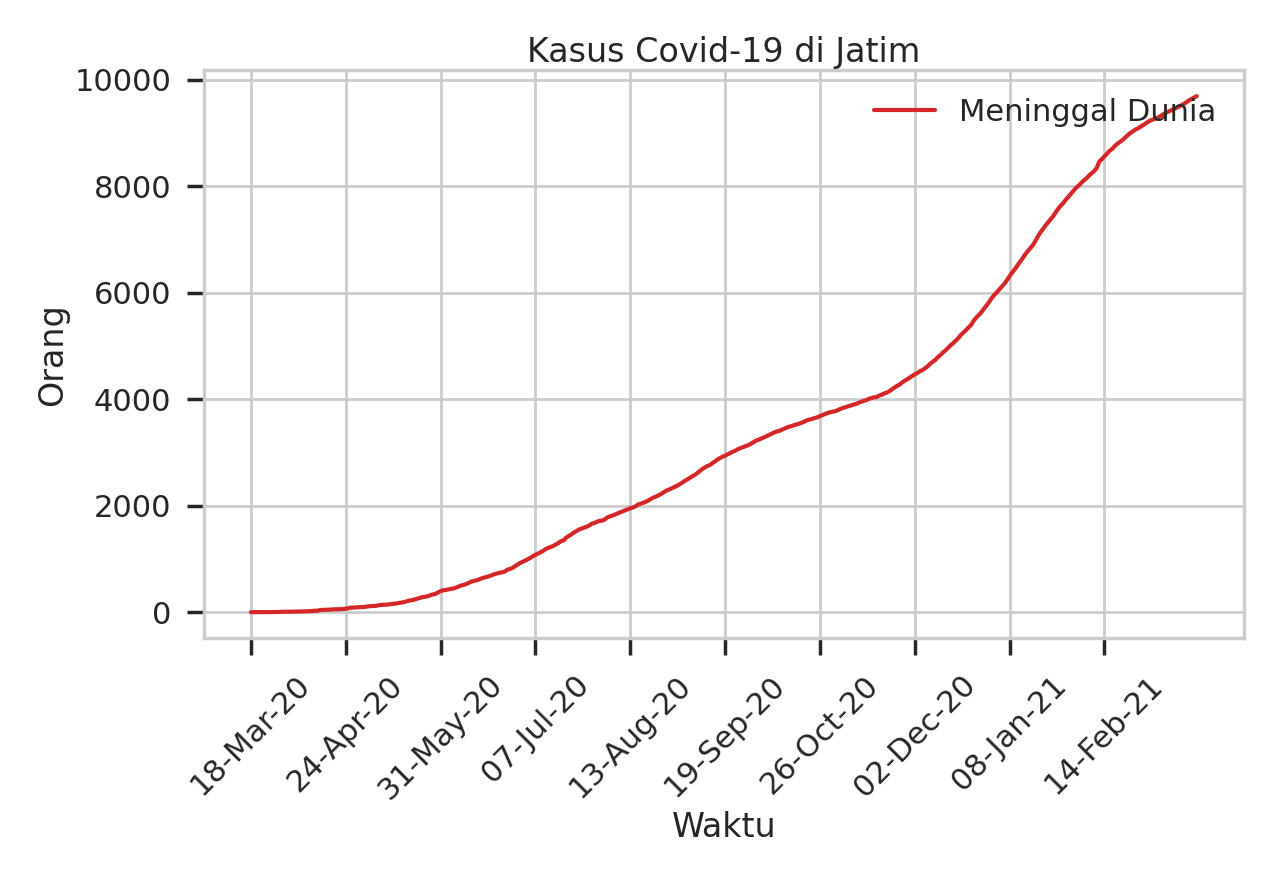 Kasus Covid-19 di Jatim
Meninggal Dunia
Orang
10000
8000
6000
4000
2000
0
18-Mar-20
24-Apr-20
31-May-20
07-Jul-20
13-Aug-20
19-Sep-20
26-Oct-20
02-Dec-20
08-Jan-21
14-Feb-21
Waktu